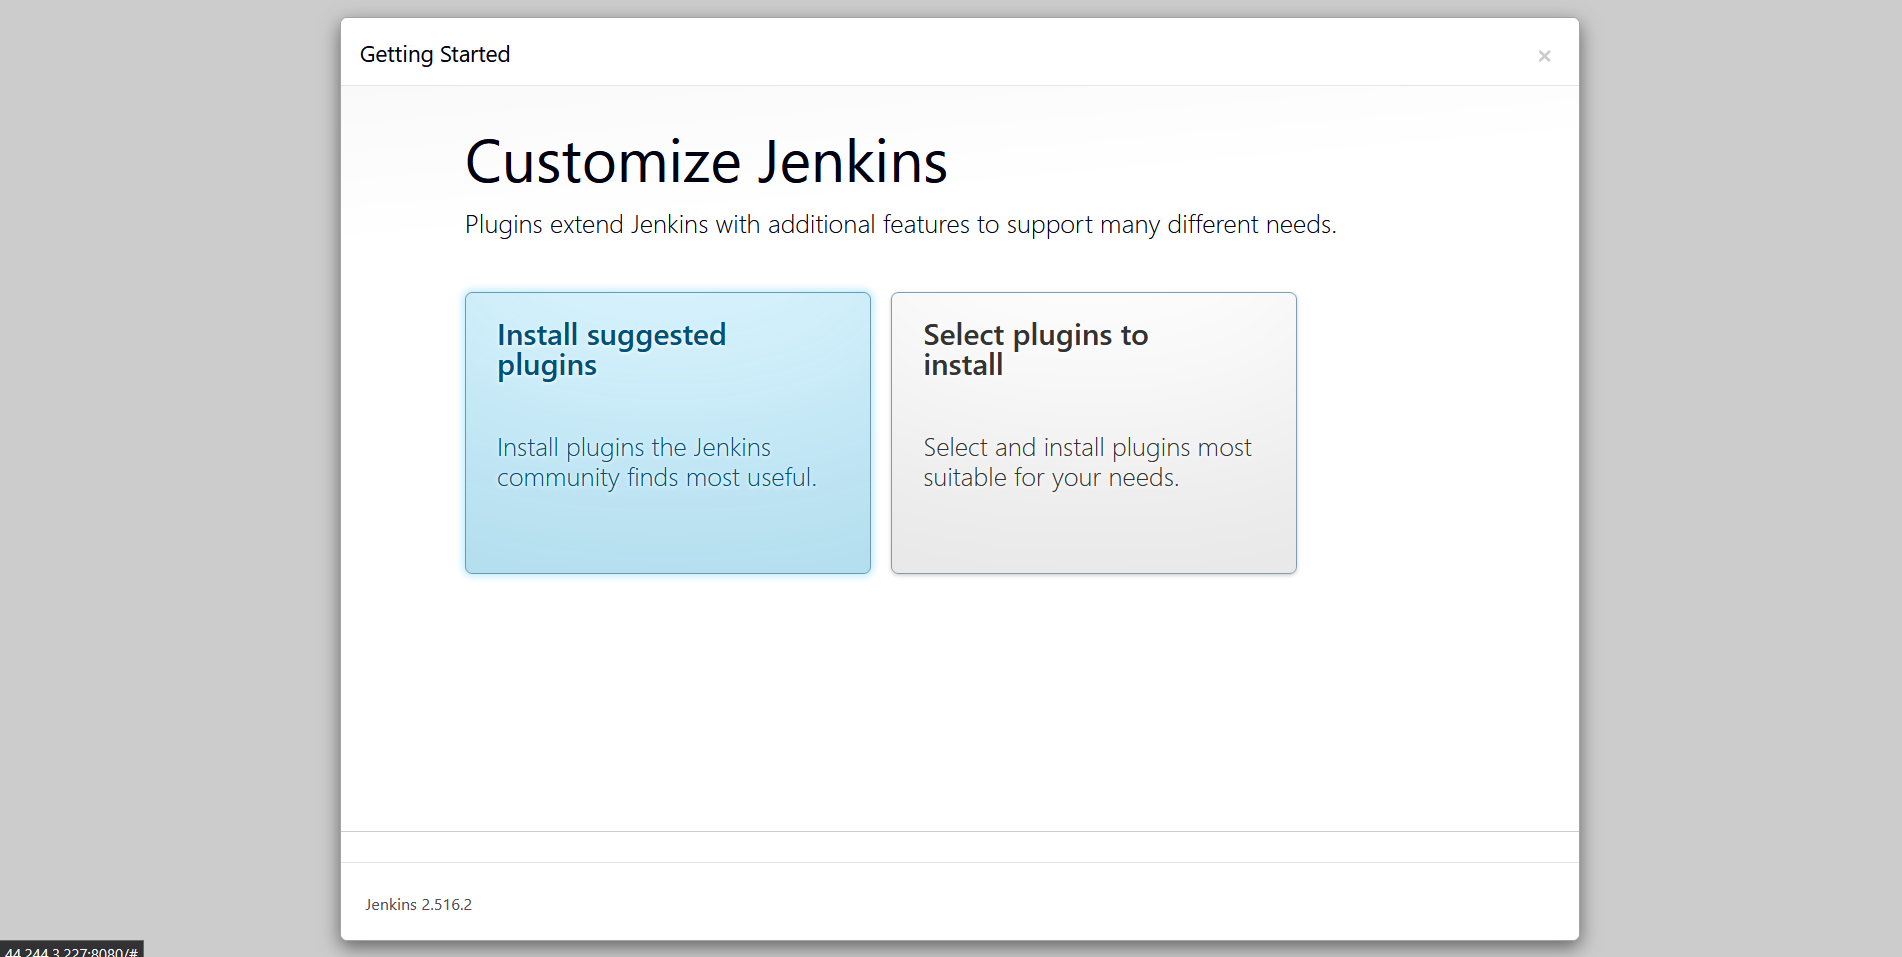 Getting Started
×
Customize Jenkins
Plugins extend Jenkins with additional features to support many different needs.
Install suggested
plugins
Install plugins the Jenkins
community finds most useful.
Select plugins to
install
Select and install plugins most
suitable for your needs.
Jenkins 2.516.2
44.244.3.227:8080/#